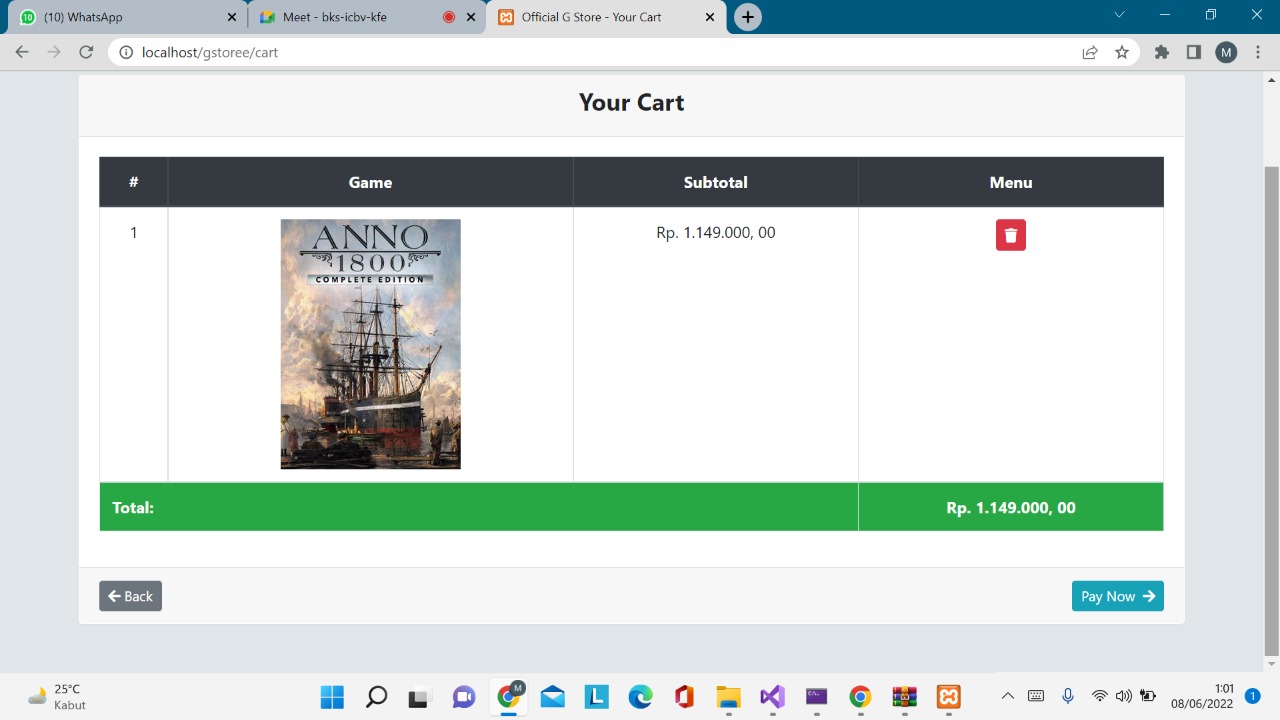 10
(10) WhatsApp
Meet - bks-icbv-kfe
Official G Store - Your Cart
localhost/gstoree/cart
M
Your Cart
# Game Subtotal Menu
1
ANNO
1800
COMPLETE EDITION
Rp. 1.149.000, 00
Total: Rp. 1.149.000, 00
Back
Pay Now
25°C
Kabut
M
L
1:01
08/06/2022
1